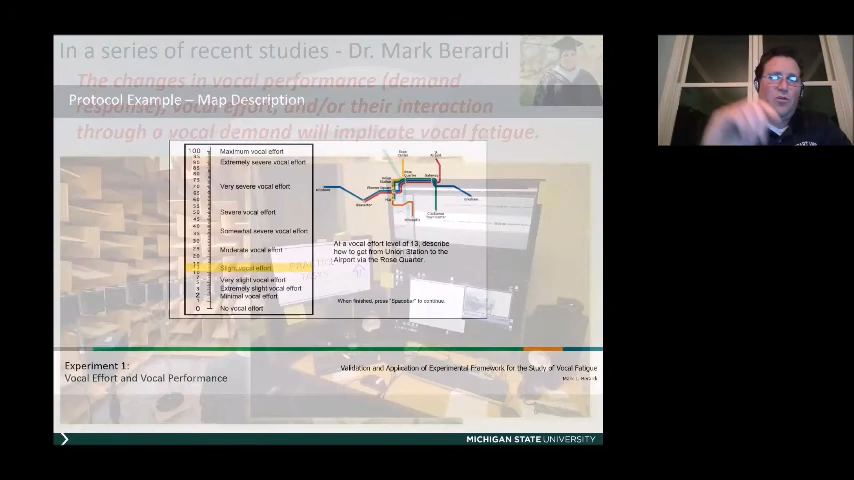 In a series of recent studies - Dr. Mark Berardi
The changes in vocal performance (demand
Protocol Example – Map Description
response), vocal effort, and/or their interaction
through a vocal demand will implicate vocal fatigue.
100 Maximum vocal effort
Extremely severe vocal effort
Very severe vocal effort
Severe vocal effort
Somewhat severe vocal effort
Moderate vocal effort
Slight vocal effort
Very slight vocal effort
Extremely slight vocal effort
Minimal vocal effort
0 No vocal effort
At a vocal effort level of 13, describe
how to get from Union Station to the
Airport via the Rose Quarter.
When finished, press "Spacebar" to continue.
Experiment 1:
Vocal Effort and Vocal Performance
Validation and Application of Experimental Framework for the Study of Vocal Fatigue
Mark L. Berardi
MICHIGAN STATE UNIVERSITY